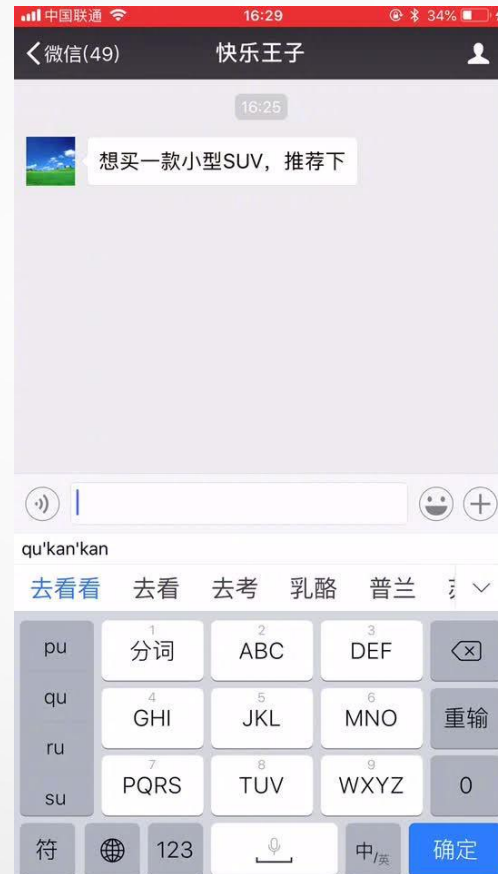 中国联通 16:29 34%
微信(49) 快乐王子
16:25
想买一款小型SUV，推荐下
qu'kan'kan
去看看 去看 去考 乳酪 普兰
pu 1 分词 2 ABC 3 DEF
qu 4 GHI 5 JKL 6 MNO 重输
ru
su 7 PQRS 8 TUV 9 WXYZ 0
符 123 中/英 确定